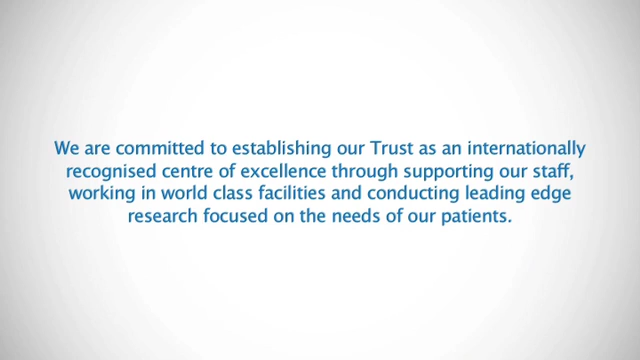 We are committed to establishing our Trust as an internationally
recognised centre of excellence through supporting our staff,
working in world class facilities and conducting leading edge
research focused on the needs of our patients.